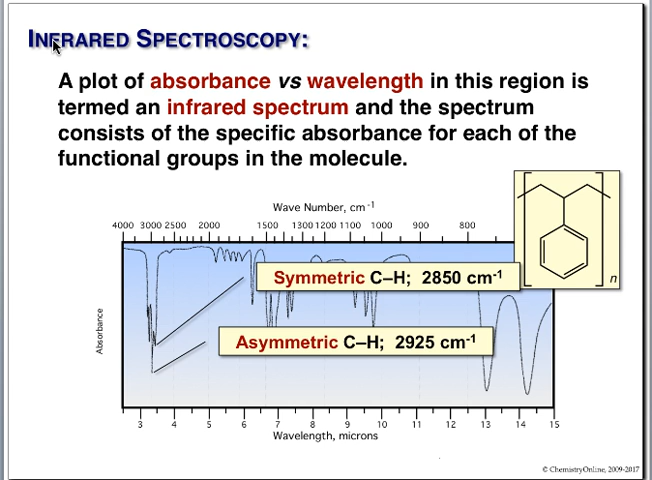 INFRARED SPECTROSCOPY:
A plot of absorbance vs wavelength in this region is
termed an infrared spectrum and the spectrum
consists of the specific absorbance for each of the
functional groups in the molecule.
Wave Number, cm-1
4000 3000 2500 2000 1500 1300 1200 1100 1000 900 800
n
Symmetric C–H; 2850 cm-1
Absorbance
Asymmetric C–H; 2925 cm-1
3 4 5 6 7 8 9 10 11 12 13 14 15
Wavelength, microns
© ChemistryOnline, 2009-2017